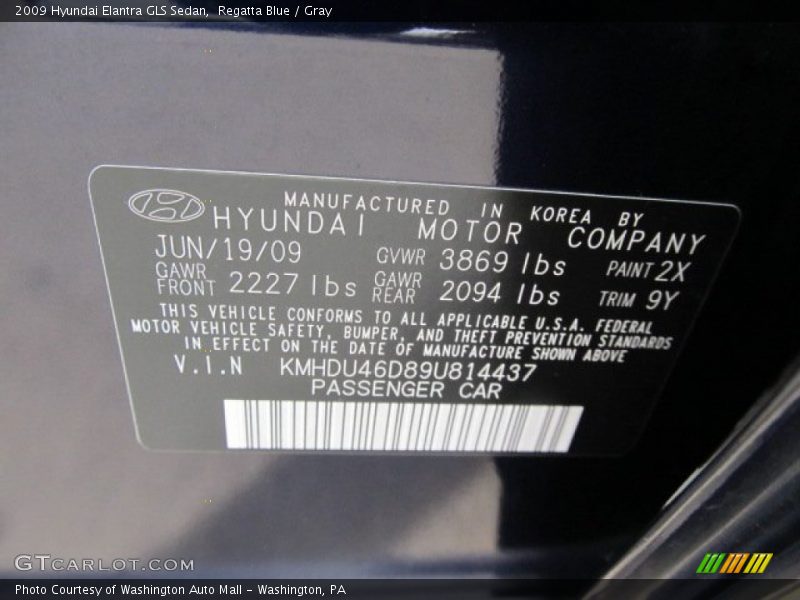 2009 Hyundai Elantra GLS Sedan, Regatta Blue / Gray
MANUFACTURED IN KOREA BY
HYUNDAI MOTOR COMPANY
JUN/19/09 GVWR 3869 lbs PAINT 2X
GAWR FRONT 2227 lbs GAWR REAR 2094 lbs TRIM 9Y
THIS VEHICLE CONFORMS TO ALL APPLICABLE U.S.A. FEDERAL
MOTOR VEHICLE SAFETY, BUMPER, AND THEFT PREVENTION STANDARDS
IN EFFECT ON THE DATE OF MANUFACTURE SHOWN ABOVE
V.I.N KMHDU46D89U814437
PASSENGER CAR
GTCARLOT.COM
Photo Courtesy of Washington Auto Mall - Washington, PA